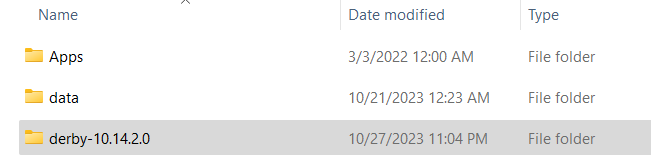 Name Date modified Type
Apps 3/3/2022 12:00 AM File folder
data 10/21/2023 12:23 AM File folder
derby-10.14.2.0 10/27/2023 11:04 PM File folder